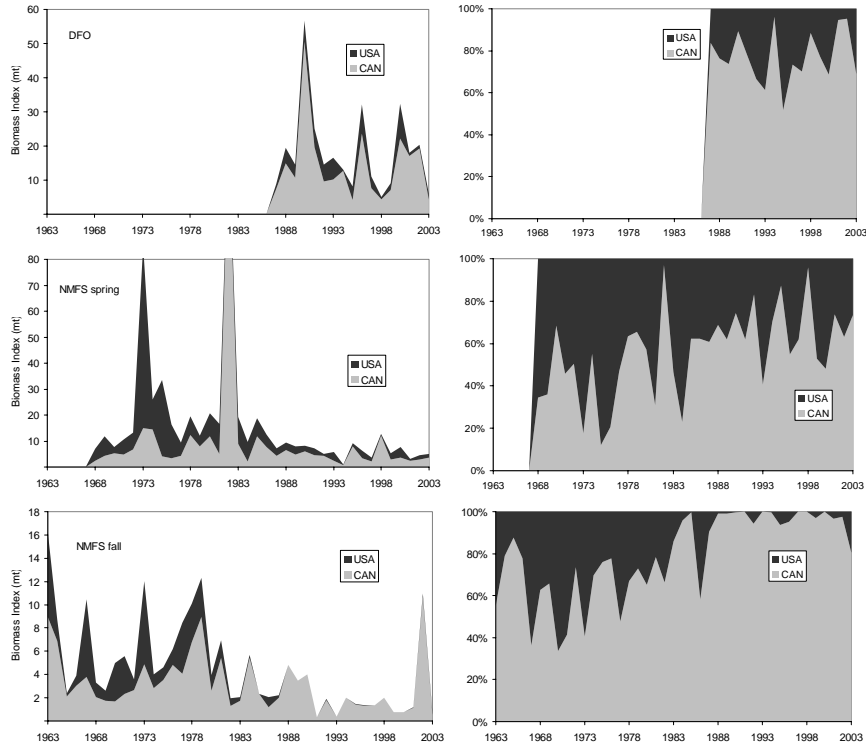 60
50
40
30
20
10
Biomass Index (mt)
DFO
USA
CAN
1963 1968 1973 1978 1983 1988 1993 1998 2003
100%
80%
60%
40%
20%
0%
USA
CAN
1963 1968 1973 1978 1983 1988 1993 1998 2003
80
70
60
50
40
30
20
10
Biomass Index (mt)
NMFS spring
USA
CAN
1963 1968 1973 1978 1983 1988 1993 1998 2003
100%
80%
60%
40%
20%
0%
USA
CAN
1963 1968 1973 1978 1983 1988 1993 1998 2003
18
16
14
12
10
8
6
4
2
Biomass Index (mt)
NMFS fall
USA
CAN
1963 1968 1973 1978 1983 1988 1993 1998 2003
100%
80%
60%
40%
20%
0%
USA
CAN
1963 1968 1973 1978 1983 1988 1993 1998 2003